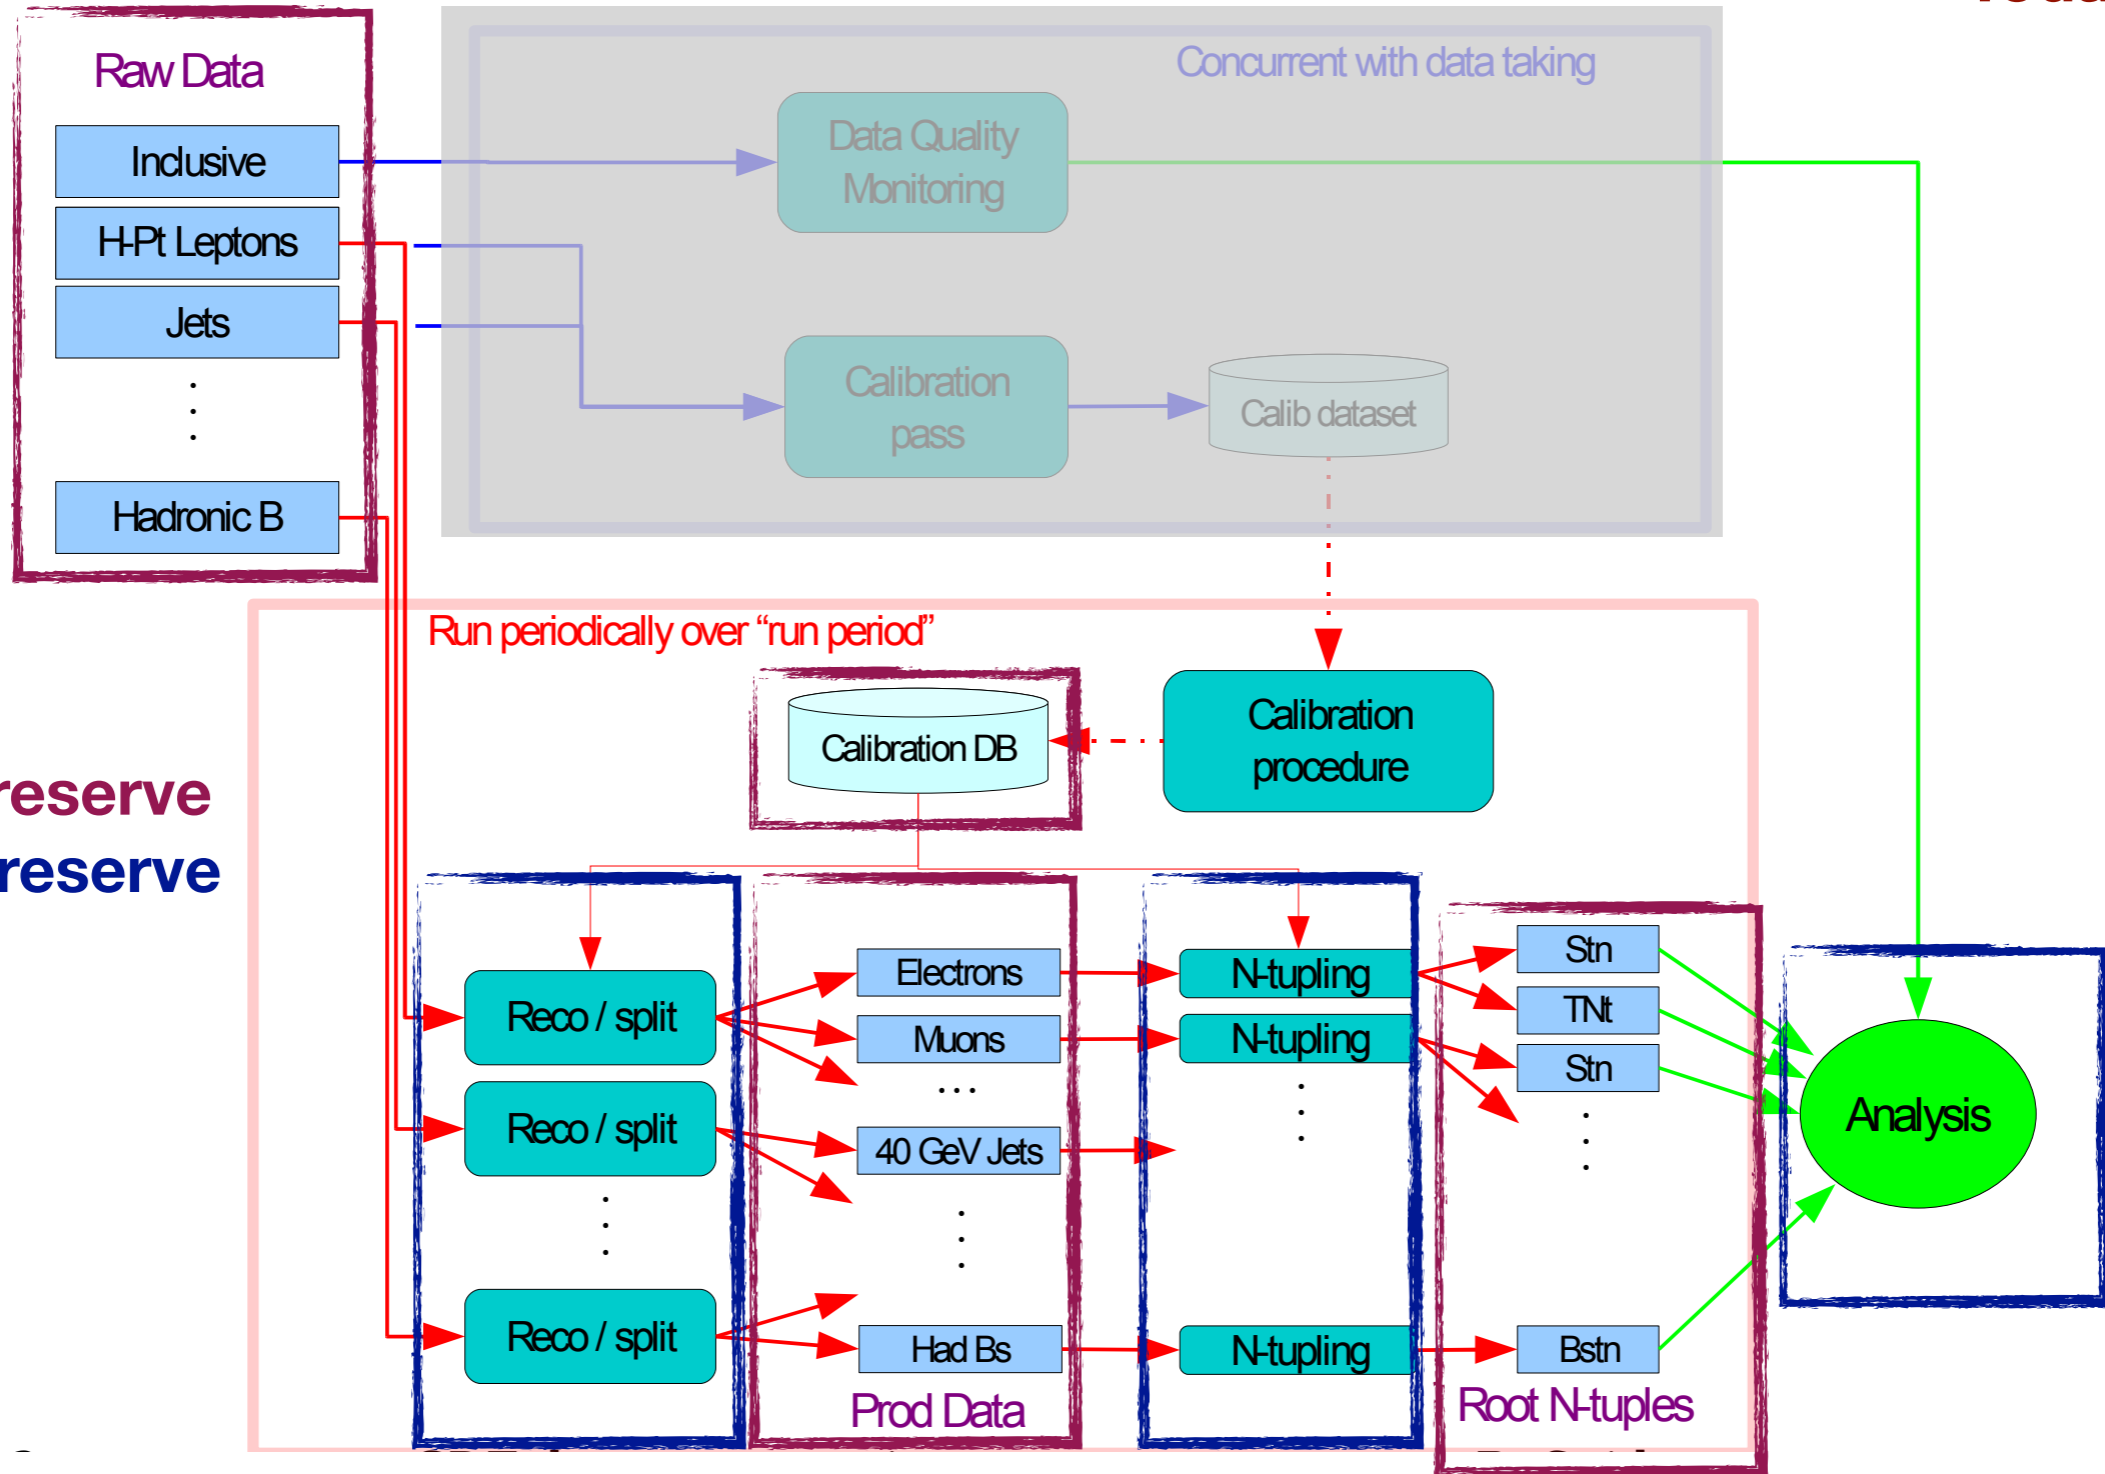 Raw Data
Inclusive
H-Pt Leptons
Jets
Hadronic B
Concurrent with data taking
Data Quality
Monitoring
Calibration
pass
Calib dataset
Run periodically over “run period”
Calibration DB
Calibration
procedure
reserve
reserve
Reco / split
Reco / split
Reco / split
Electrons
Muons
...
40 GeV Jets
Had Bs
Prod Data
N-tupling
N-tupling
N-tupling
Stn
TNt
Stn
Bstn
Root N-tuples
Analysis